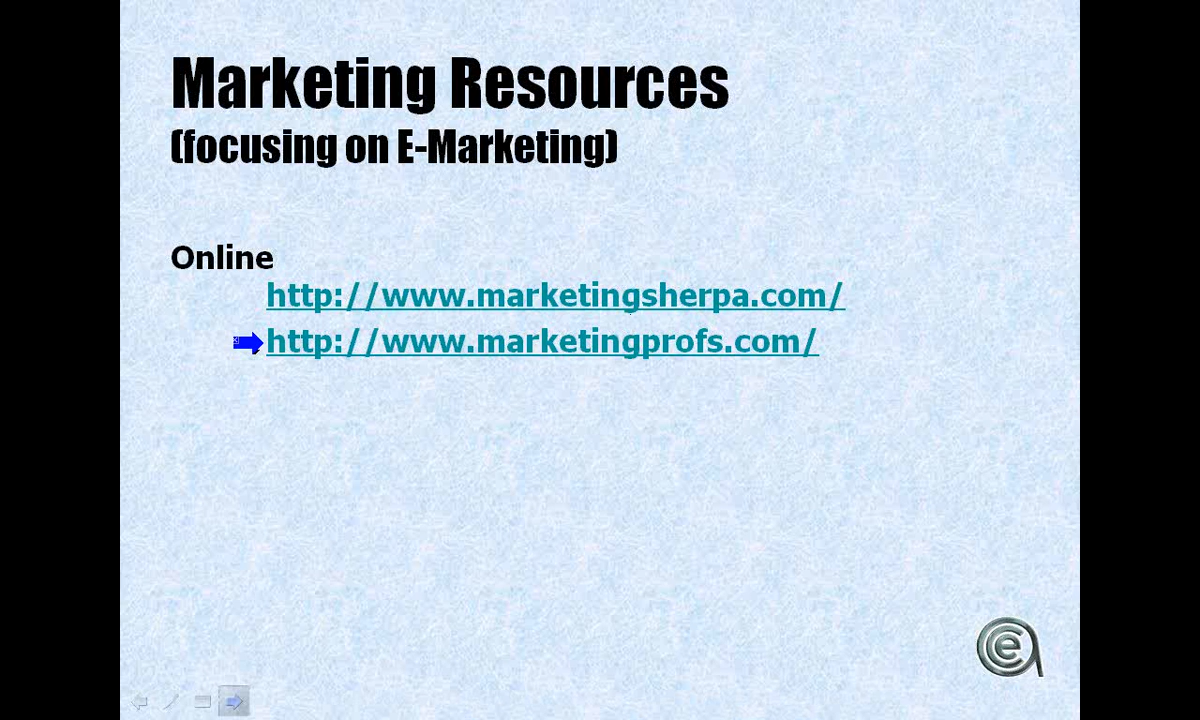 Marketing Resources
(focusing on E-Marketing)
Online
http://www.marketingsherpa.com/
http://www.marketingprofs.com/